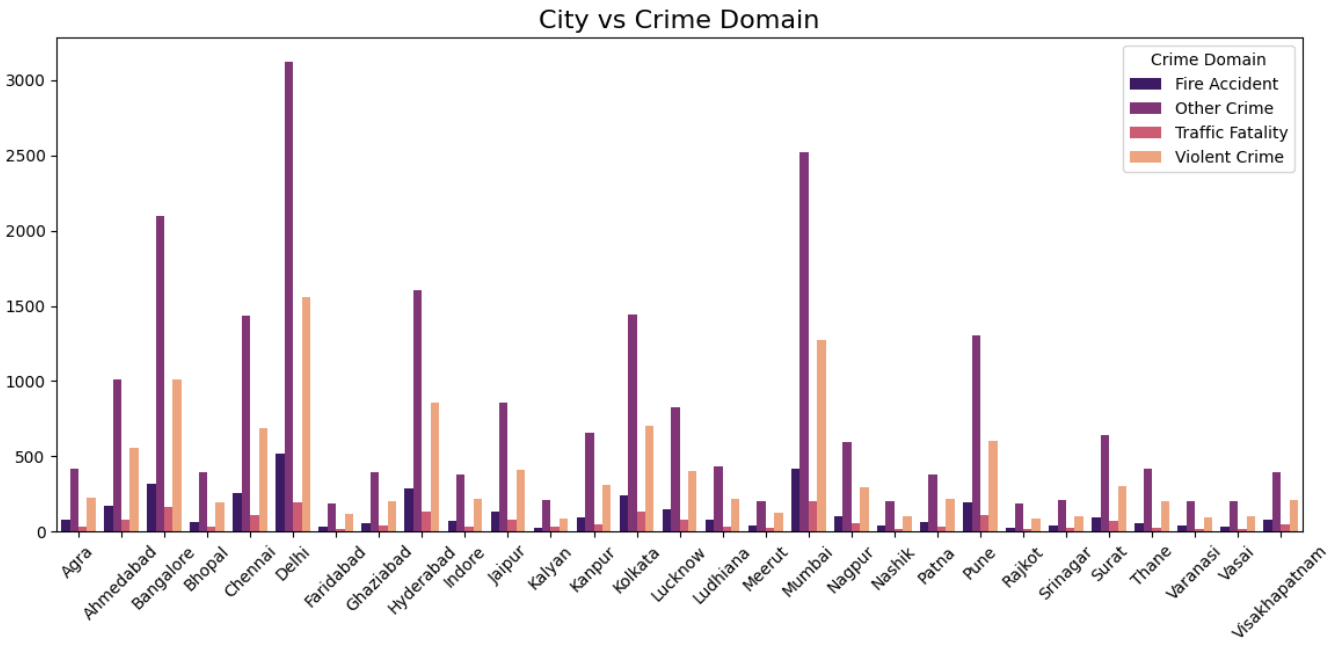 City vs Crime Domain
Crime Domain
Fire Accident
Other Crime
Traffic Fatality
Violent Crime
3000
2500
2000
1500
1000
500
0
Agra
Ahmedabad
Bangalore
Bhopal
Chennai
Delhi
Faridabad
Ghaziabad
Hyderabad
Indore
Jaipur
Kalyan
Kanpur
Kolkata
Lucknow
Ludhiana
Meerut
Mumbai
Nagpur
Nashik
Patna
Pune
Rajkot
Srinagar
Surat
Thane
Varanasi
Vasai
Visakhapatnam